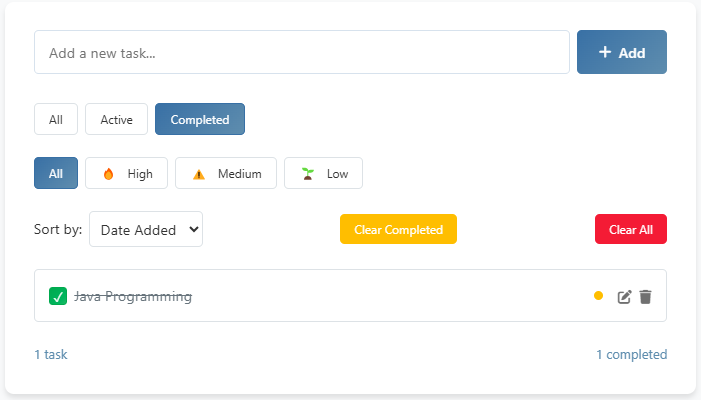 Add a new task...
+ Add
All Active Completed
All High Medium Low
Sort by: Date Added Clear Completed Clear All
Java Programming
1 task 1 completed